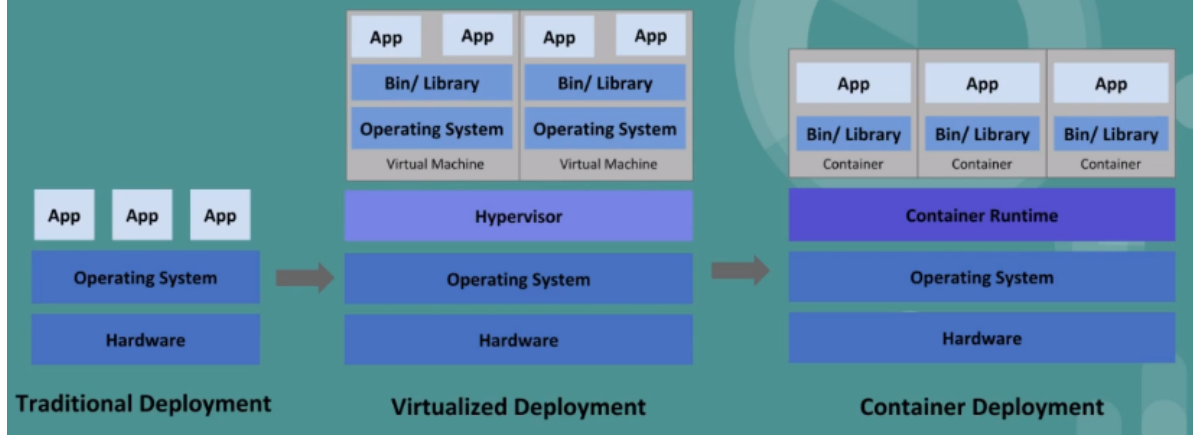 App App App
Operating System
Hardware
Traditional Deployment
App App App App
Bin/ Library Bin/ Library
Operating System Operating System
Virtual Machine Virtual Machine
Hypervisor
Operating System
Hardware
Virtualized Deployment
App App App
Bin/ Library Bin/ Library Bin/ Library
Container Container Container
Container Runtime
Operating System
Hardware
Container Deployment